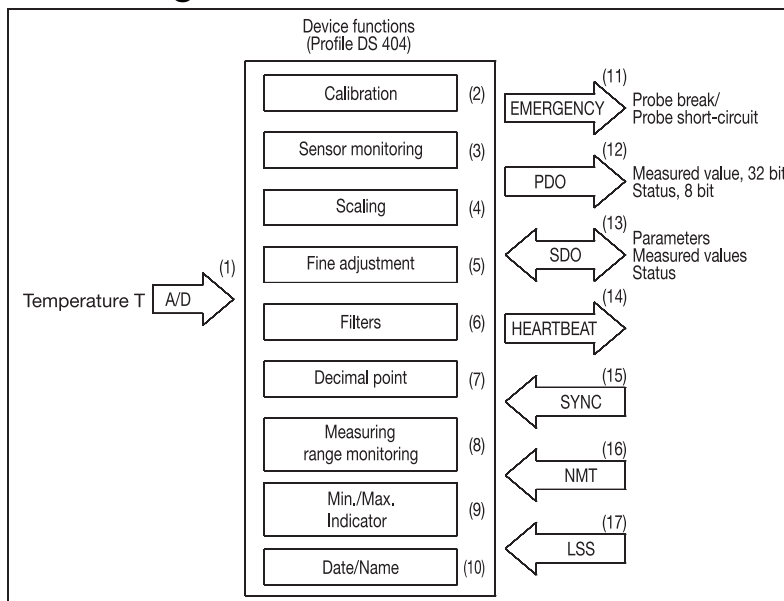 Device functions
(Profile DS 404)
Calibration (2)
Sensor monitoring (3)
Scaling (4)
Fine adjustment (5)
Filters (6)
Decimal point (7)
Measuring
range monitoring (8)
Min./Max.
Indicator (9)
Date/Name (10)
(1)
Temperature T A/D
(11)
EMERGENCY
Probe break/
Probe short-circuit
(12)
PDO
Measured value, 32 bit
Status, 8 bit
(13)
SDO
Parameters
Measured values
Status
(14)
HEARTBEAT
(15)
SYNC
(16)
NMT
(17)
LSS